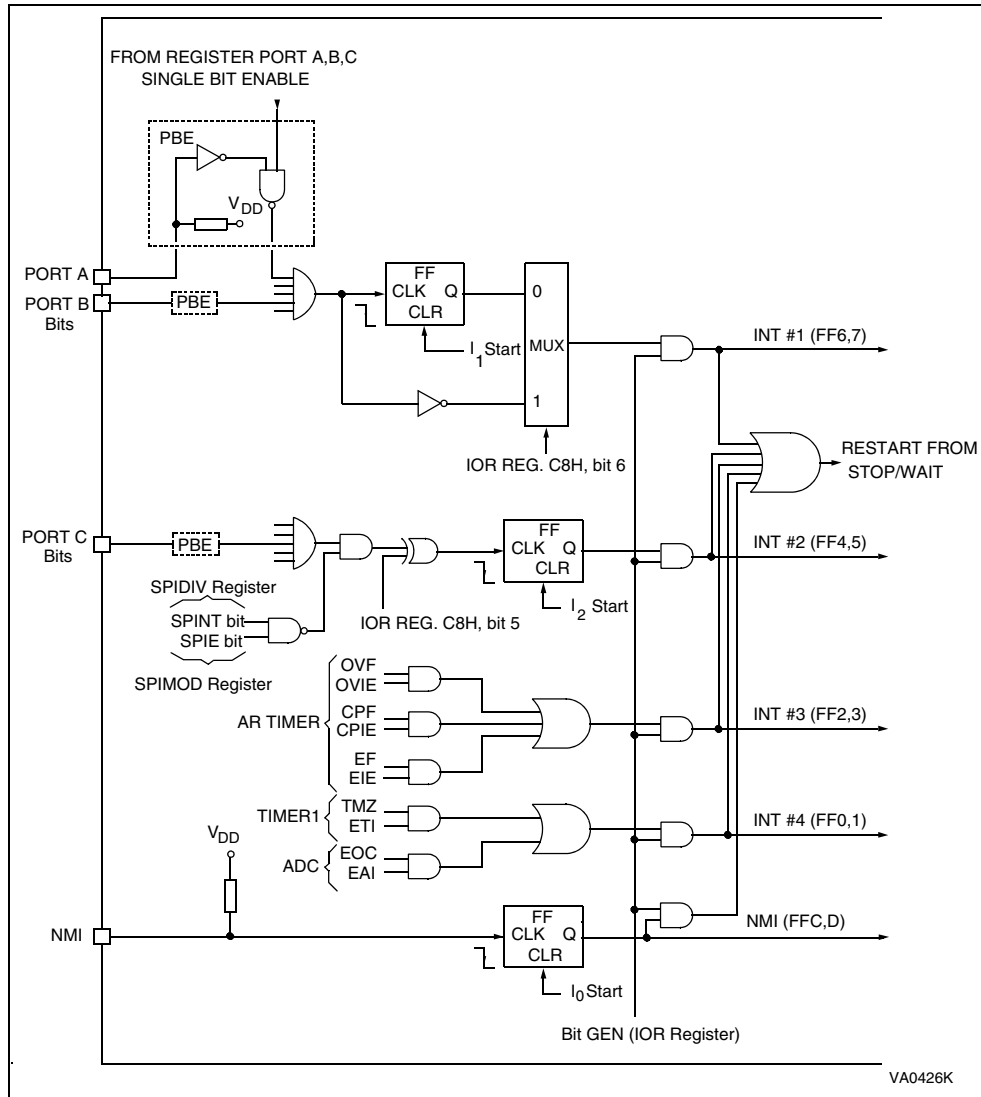 FROM REGISTER PORT A,B,C
SINGLE BIT ENABLE
PBE
VDD
PORT A
PORT B
Bits
PBE
FF
CLK Q
CLR
I1 Start
0
MUX
1
IOR REG. C8H, bit 6
INT #1 (FF6,7)
RESTART FROM
STOP/WAIT
PORT C
Bits
PBE
FF
CLK Q
CLR
I2 Start
INT #2 (FF4,5)
SPIDIV Register
SPINT bit
SPIE bit
SPIMOD Register
IOR REG. C8H, bit 5
AR TIMER
OVF
OVIE
CPF
CPIE
EF
EIE
INT #3 (FF2,3)
TIMER1
TMZ
ETI
INT #4 (FF0,1)
ADC
EOC
EAI
VDD
NMI
FF
CLK Q
CLR
I0 Start
NMI (FFC,D)
Bit GEN (IOR Register)
VA0426K